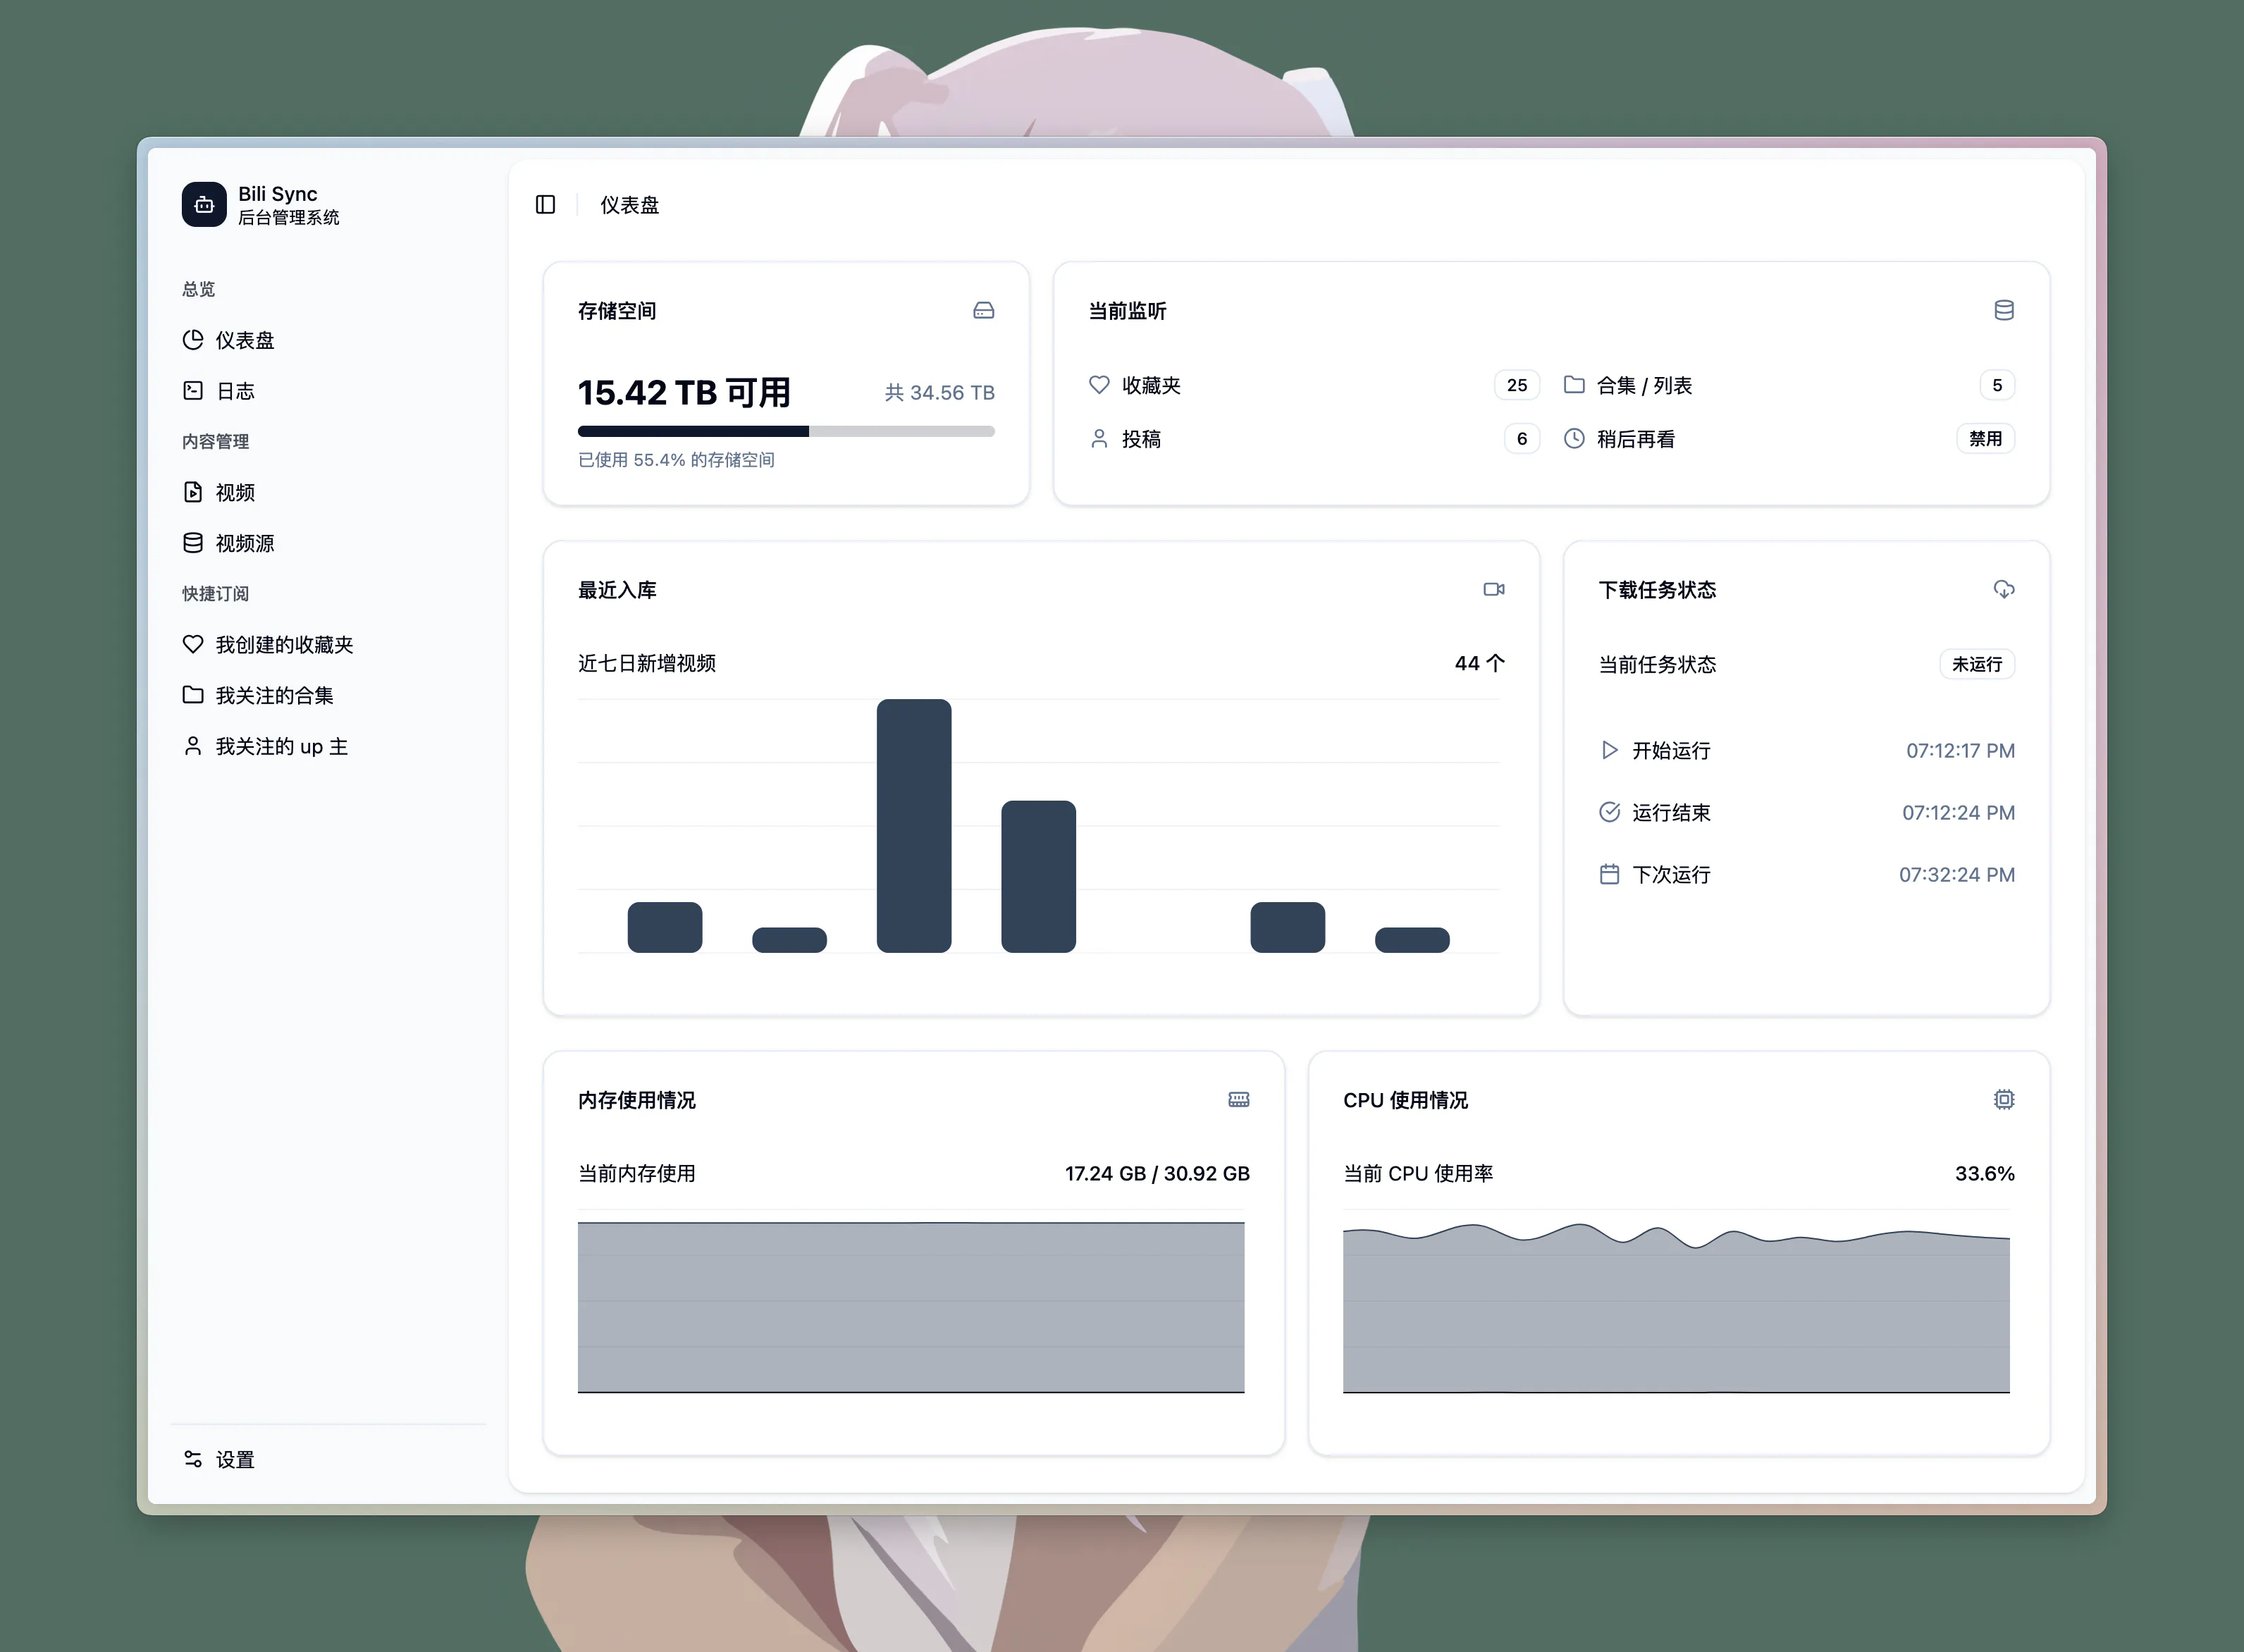 Bili Sync
后台管理系统
总览
仪表盘
日志
内容管理
视频
视频源
快捷订阅
我创建的收藏夹
我关注的合集
我关注的 up 主
设置
仪表盘
存储空间
15.42 TB 可用
共 34.56 TB
已使用 55.4% 的存储空间
当前监听
收藏夹 25
合集 / 列表 5
投稿 6
稍后再看 禁用
最近入库
近七日新增视频 44 个
下载任务状态
当前任务状态 未运行
开始运行 07:12:17 PM
运行结束 07:12:24 PM
下次运行 07:32:24 PM
内存使用情况
当前内存使用 17.24 GB / 30.92 GB
CPU 使用情况
当前 CPU 使用率 33.6%